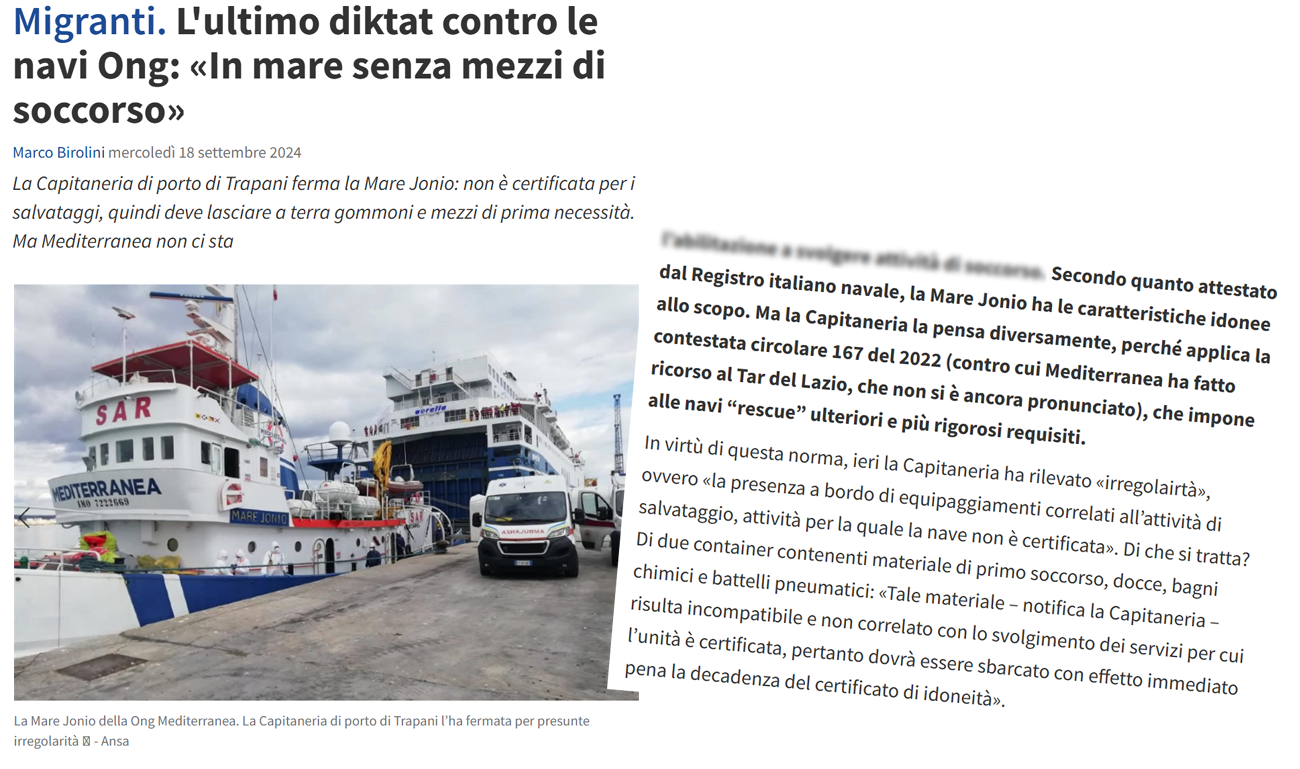 Migranti. L'ultimo diktat contro le
navi Ong: «In mare senza mezzi di
soccorso»
Marco Birolini mercoledì 18 settembre 2024
La Capitaneria di porto di Trapani ferma la Mare Jonio: non è certificata per i
salvataggi, quindi deve lasciare a terra gommoni e mezzi di prima necessità.
Ma Mediterranea non ci sta
SAR
MEDITERRANEA
IMO 7222669
MARE JONIO
aurelia
SAR
La Mare Jonio della Ong Mediterranea. La Capitaneria di porto di Trapani l'ha fermata per presunte
irregolarità - Ansa
l'abilitazione a svolgere attività di soccorso. Secondo quanto attestato
dal Registro italiano navale, la Mare Jonio ha le caratteristiche idonee
allo scopo. Ma la Capitaneria la pensa diversamente, perché applica la
contestata circolare 167 del 2022 (contro cui Mediterranea ha fatto
ricorso al Tar del Lazio, che non si è ancora pronunciato), che impone
alle navi “rescue” ulteriori e più rigorosi requisiti.
In virtù di questa norma, ieri la Capitaneria ha rilevato «irregolairtà»,
ovvero «la presenza a bordo di equipaggiamenti correlati all’attività di
salvataggio, attività per la quale la nave non è certificata». Di che si tratta?
Di due container contenenti materiale di primo soccorso, docce, bagni
chimici e battelli pneumatici: «Tale materiale – notifica la Capitaneria –
risulta incompatibile e non correlato con lo svolgimento dei servizi per cui
l’unità è certificata, pertanto dovrà essere sbarcato con effetto immediato
pena la decadenza del certificato di idoneità».